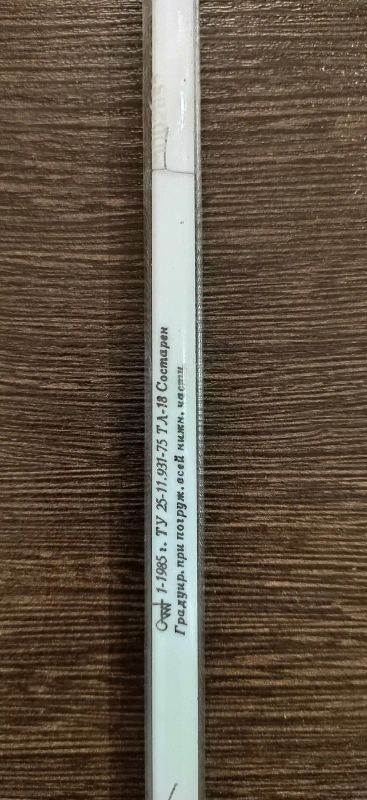 1-1985 г. ТУ 25-11.931-75 ТЛ-18 Состарен
Градуир. при погруж. всей нижн. части